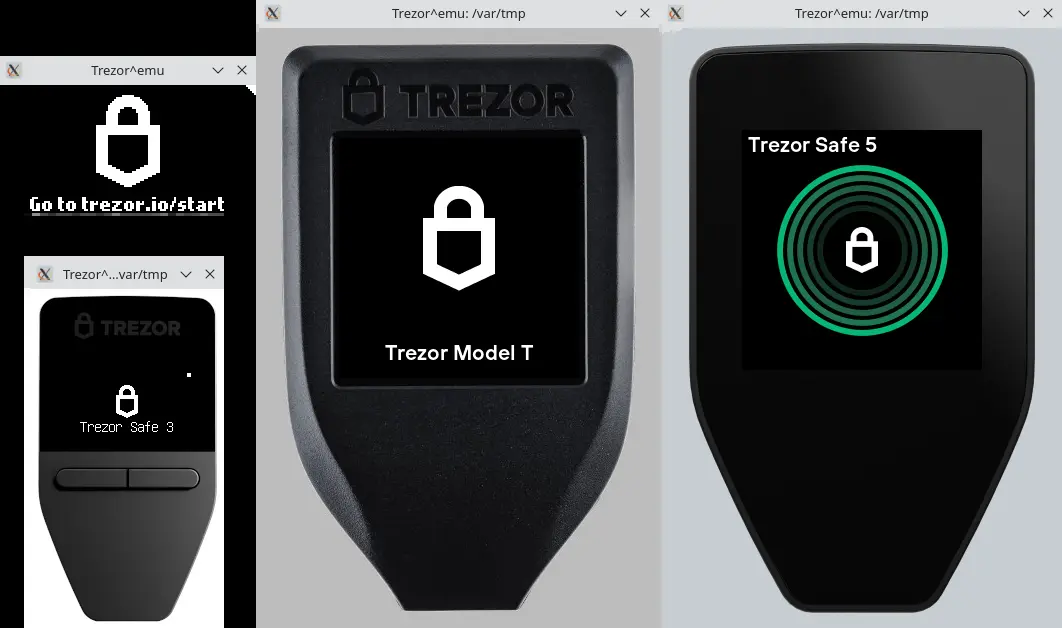 Trezor^emu
Go to trezor.io/start
Trezor^...var/tmp
TREZOR
Trezor Safe 3
Trezor^emu: /var/tmp
TREZOR
Trezor Model T
Trezor^emu: /var/tmp
Trezor Safe 5